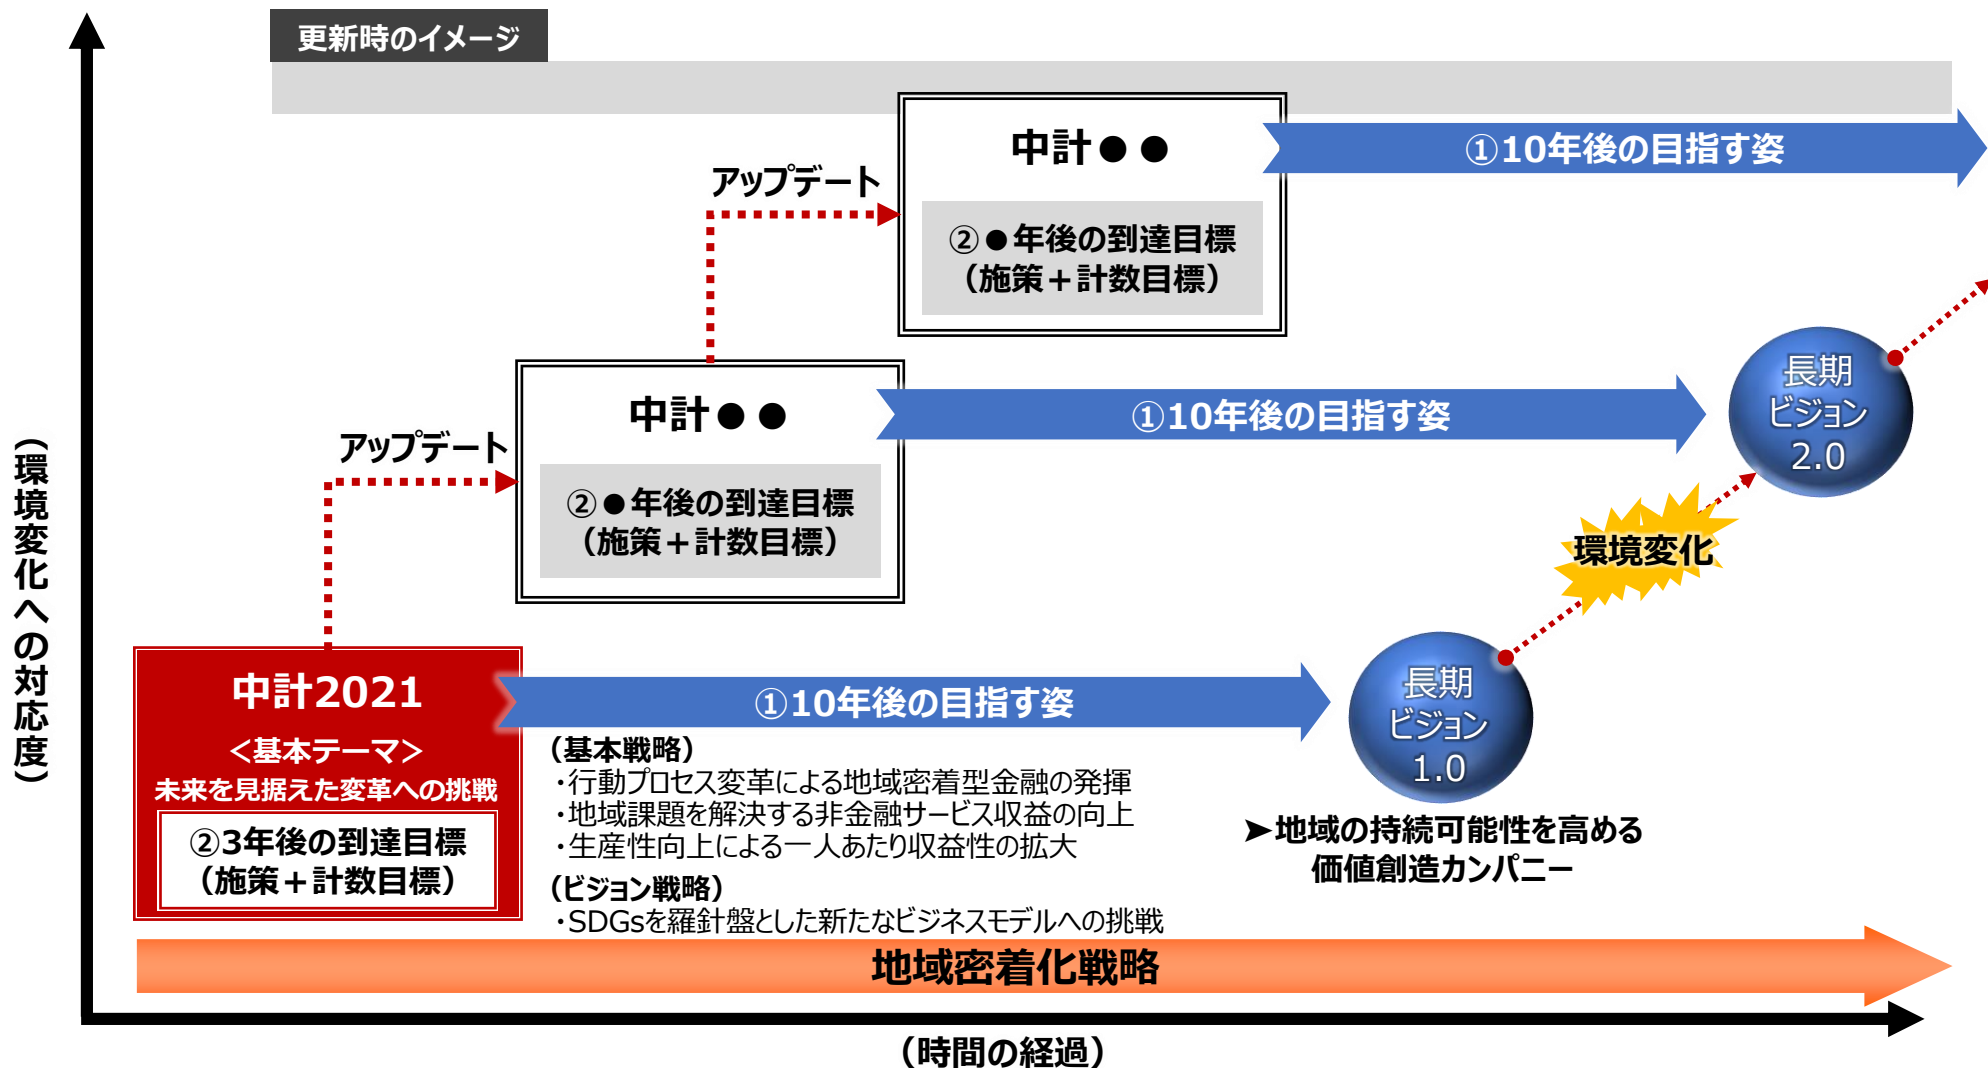 更新時のイメージ
中計●●
①10年後の目指す姿
アップデート
②●年後の到達目標
（施策＋計数目標）
中計●●
①10年後の目指す姿
アップデート
②●年後の到達目標
（施策＋計数目標）
長期
ビジョン
2.0
環境変化
（環境変化への対応度）
中計2021
＜基本テーマ＞
未来を見据えた変革への挑戦
②3年後の到達目標
（施策＋計数目標）
①10年後の目指す姿
（基本戦略）
・行動プロセス変革による地域密着型金融の発揮
・地域課題を解決する非金融サービス収益の向上
・生産性向上による一人あたり収益性の拡大
（ビジョン戦略）
・SDGsを羅針盤とした新たなビジネスモデルへの挑戦
長期
ビジョン
1.0
➤地域の持続可能性を高める
価値創造カンパニー
地域密着化戦略
（時間の経過）